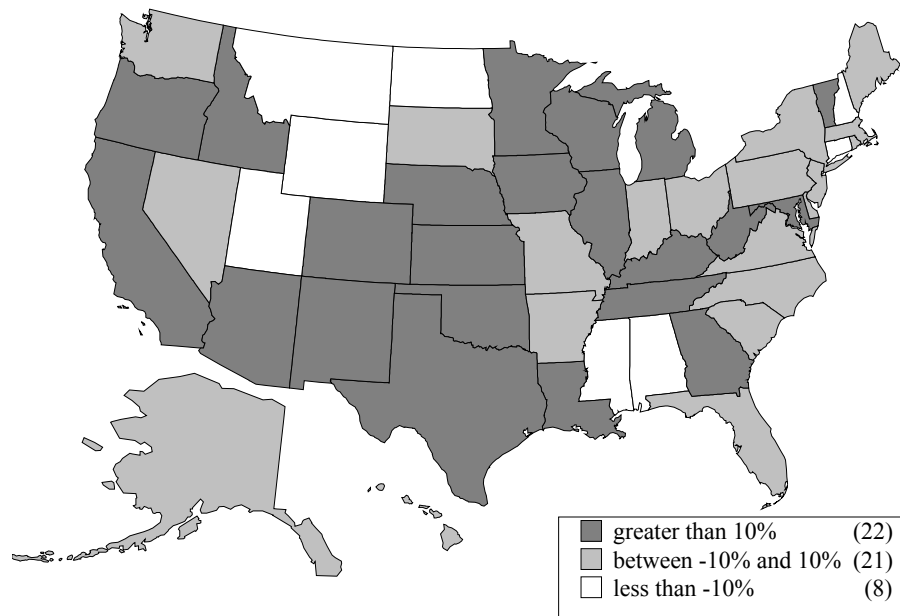 greater than 10% (22)
between -10% and 10% (21)
less than -10% (8)